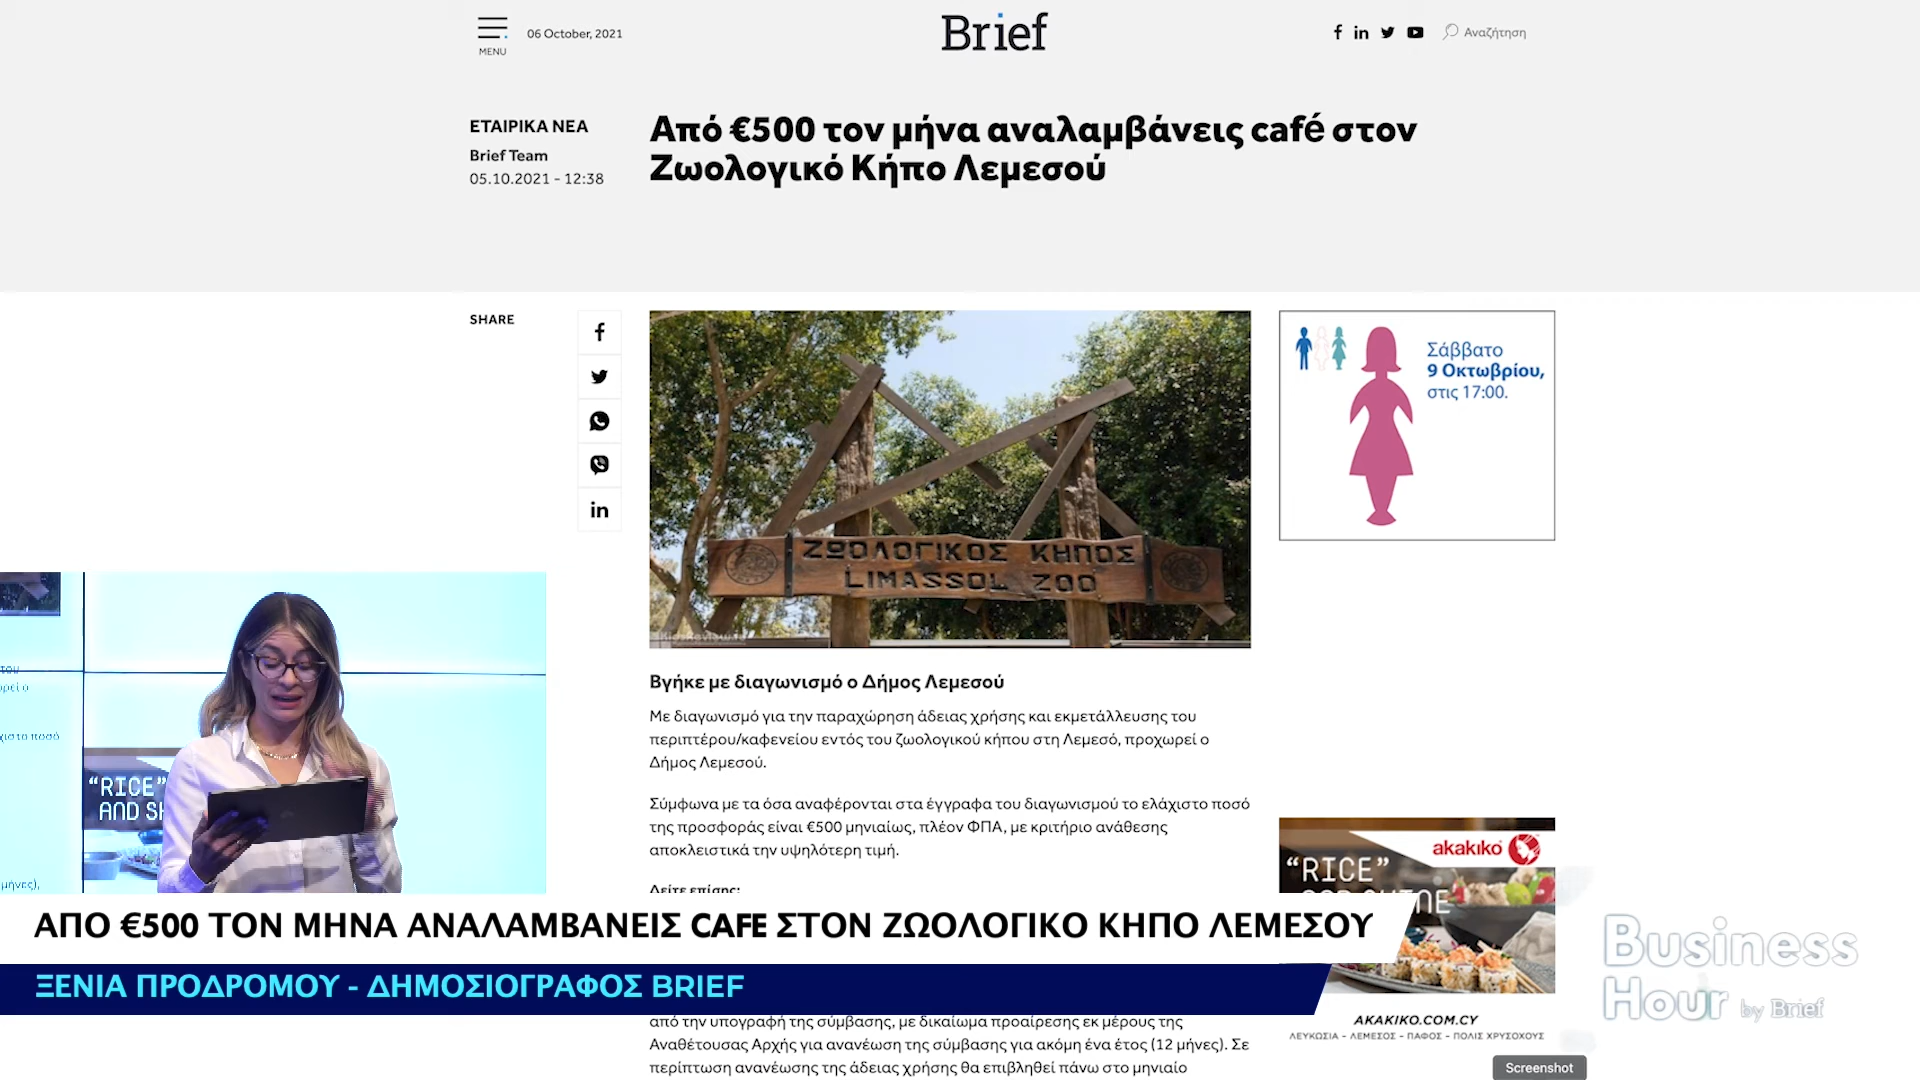 MENU
06 October, 2021
Brief
Αναζήτηση
ΕΤΑΙΡΙΚΑ ΝΕΑ
Brief Team
05.10.2021 - 12:38
Από €500 τον μήνα αναλαμβάνεις café στον
Ζωολογικό Κήπο Λεμεσού
SHARE
ΖΩΟΛΟΓΙΚΟΣ ΚΗΠΟΣ
LIMASSOL ZOO
Σάββατο
9 Οκτωβρίου,
στις 17:00.
Βγήκε με διαγωνισμό ο Δήμος Λεμεσού
Με διαγωνισμό για την παραχώρηση άδειας χρήσης και εκμετάλλευσης του
περιπτέρου/καφενείου εντός του ζωολογικού κήπου στη Λεμεσό, προχωρεί ο
Δήμος Λεμεσού.
Σύμφωνα με τα όσα αναφέρονται στα έγγραφα του διαγωνισμού το ελάχιστο ποσό
της προσφοράς είναι €500 μηνιαίως, πλέον ΦΠΑ, με κριτήριο ανάθεσης
αποκλειστικά την υψηλότερη τιμή.
Δείτε επίσης:
του
ποσό
μήνες),
"RICE"
AND
akakiko
"RICE"
ΑΠΟ €500 ΤΟΝ ΜΗΝΑ ΑΝΑΛΑΜΒΑΝΕΙΣ CAFE ΣΤΟΝ ΖΩΟΛΟΓΙΚΟ ΚΗΠΟ ΛΕΜΕΣΟΥ
ΞΕΝΙΑ ΠΡΟΔΡΟΜΟΥ - ΔΗΜΟΣΙΟΓΡΑΦΟΣ BRIEF
από την υπογραφή της σύμβασης, με δικαίωμα προαίρεσης εκ μέρους της
Αναθέτουσας Αρχής για ανανέωση της σύμβασης για ακόμη ένα έτος (12 μήνες). Σε
περίπτωση ανανέωσης της άδειας χρήσης θα επιβληθεί πάνω στο μηνιαίο
AKAKIKO.COM.CY
ΛΕΥΚΩΣΙΑ - ΛΕΜΕΣΟΣ - ΠΑΦΟΣ - ΠΟΛΙΣ ΧΡΥΣΟΧΟΥΣ
Business
Hour by Brief
Screenshot